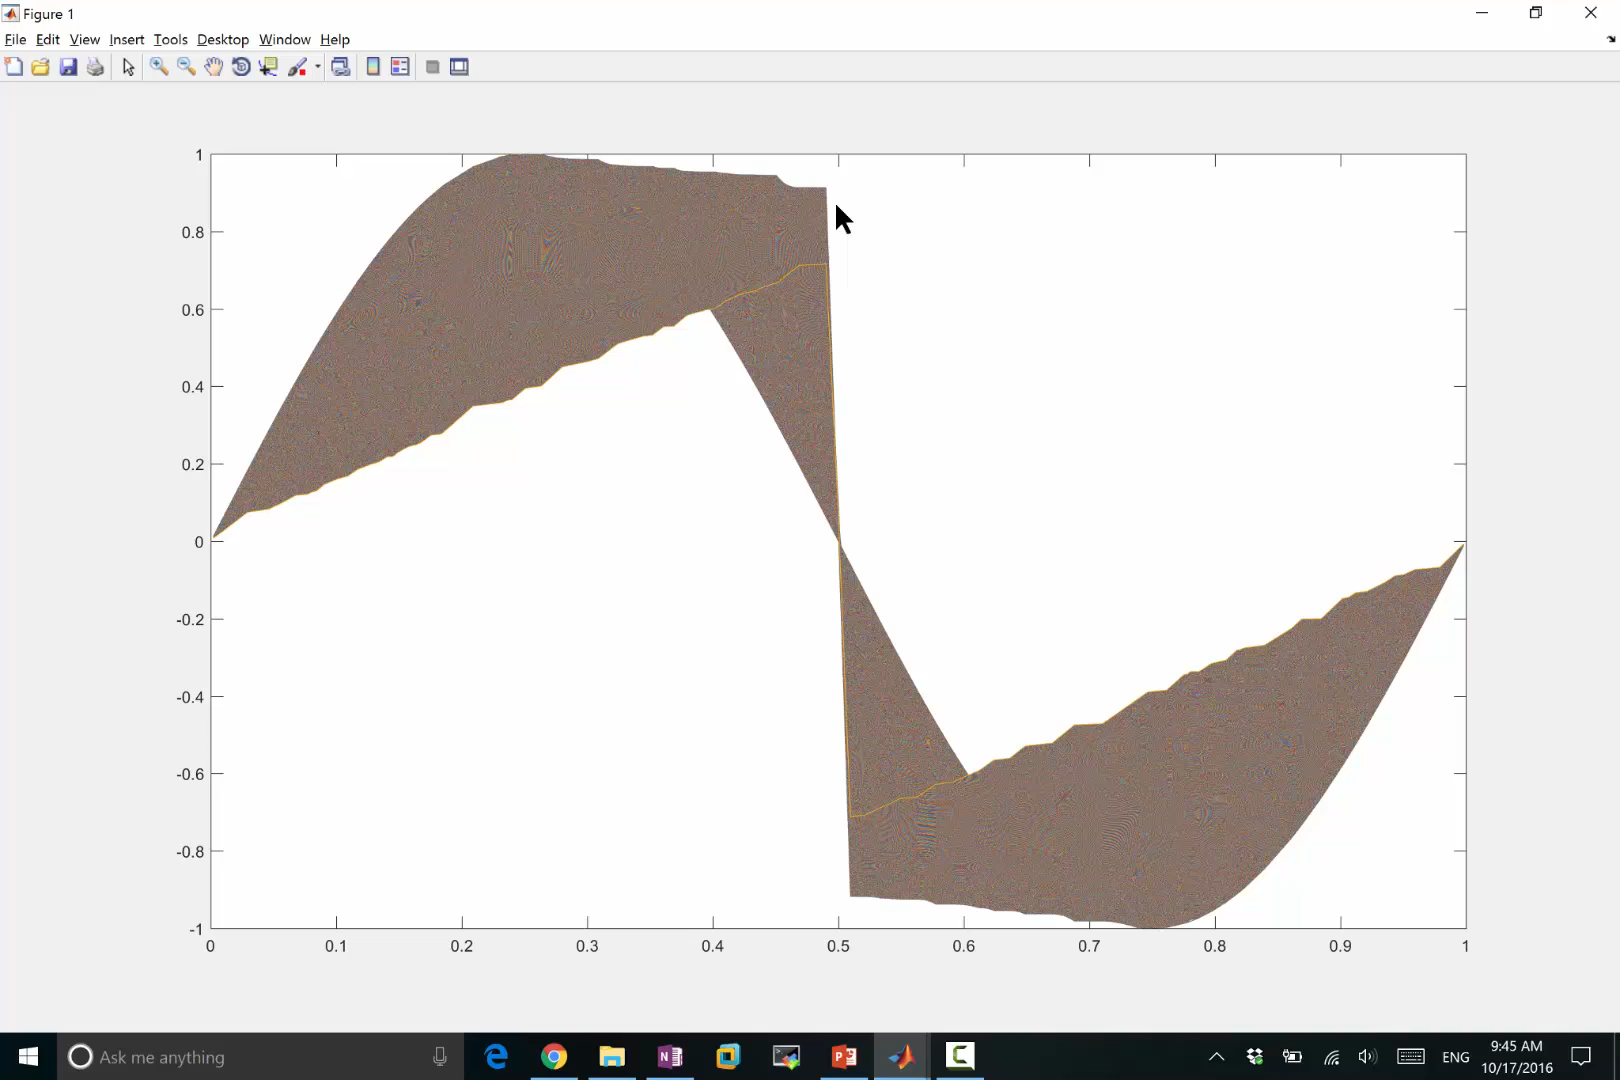 Figure 1
File Edit View Insert Tools Desktop Window Help
1
0.8
0.6
0.4
0.2
0
-0.2
-0.4
-0.6
-0.8
-1
0 0.1 0.2 0.3 0.4 0.5 0.6 0.7 0.8 0.9 1
Ask me anything
N
P
C
ENG
9:45 AM
10/17/2016